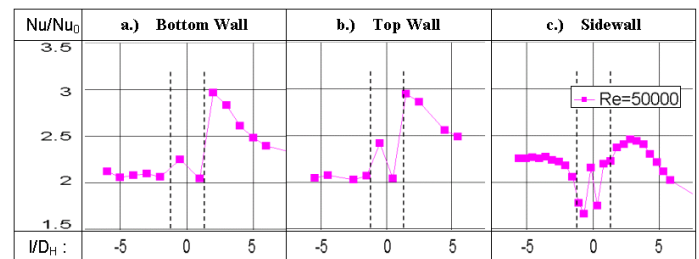 Nu/Nu0 a.) Bottom Wall b.) Top Wall c.) Sidewall
3.5
3
2.5
2
1.5
Re=50000
I/DH : -5 0 5 -5 0 5 -5 0 5